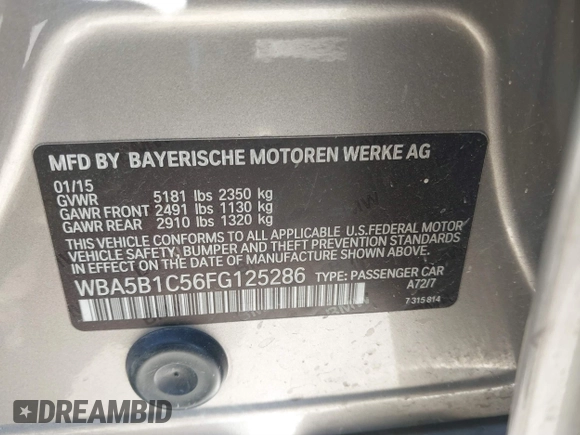 MFD BY BAYERISCHE MOTOREN WERKE AG
01/15
GVWR 5181 lbs 2350 kg
GAWR FRONT 2491 lbs 1130 kg
GAWR REAR 2910 lbs 1320 kg
THIS VEHICLE CONFORMS TO ALL APPLICABLE U.S.FEDERAL MOTOR
VEHICLE SAFETY, BUMPER AND THEFT PREVENTION STANDARDS
IN EFFECT ON THE DATE OF MANUFACTURE SHOWN ABOVE.
WBA5B1C56FG125286 TYPE: PASSENGER CAR
A72/7
7 315 814
DREAMBID